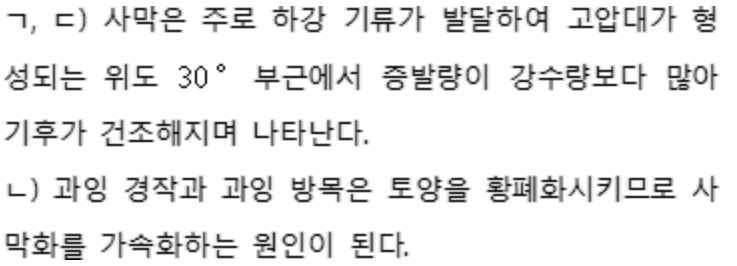 ㄱ, ㄷ) 사막은 주로 하강 기류가 발달하여 고압대가 형
성되는 위도 30° 부근에서 증발량이 강수량보다 많아
기후가 건조해지며 나타난다.
ㄴ) 과잉 경작과 과잉 방목은 토양을 황폐화시키므로 사
막화를 가속화하는 원인이 된다.